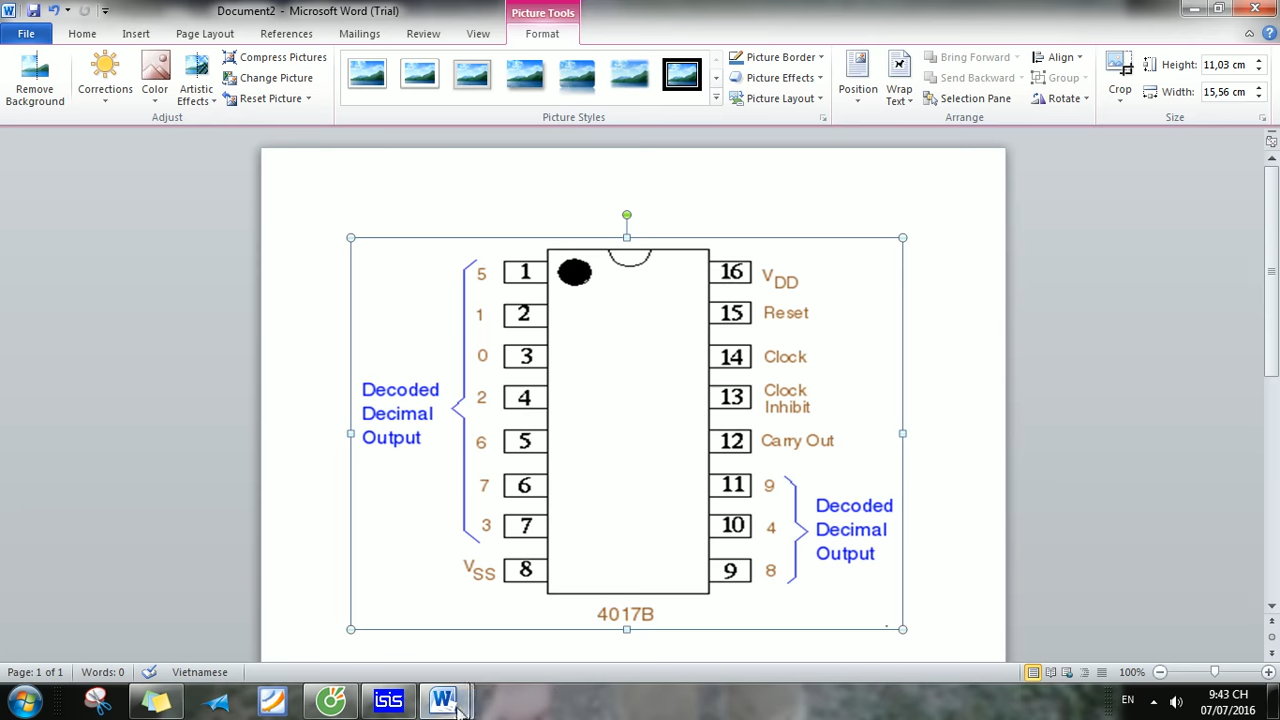 Document2 - Microsoft Word (Trial)
Picture Tools
File Home Insert Page Layout References Mailings Review View Format
Remove Background
Corrections
Color
Artistic Effects
Compress Pictures
Change Picture
Reset Picture
Adjust
Picture Styles
Picture Border
Picture Effects
Picture Layout
Position
Wrap Text
Bring Forward
Send Backward
Selection Pane
Align
Group
Rotate
Arrange
Crop
Height: 11,03 cm
Width: 15,56 cm
Size
5 1 16 VDD
1 2 15 Reset
0 3 14 Clock
2 4 13 Clock Inhibit
6 5 12 Carry Out
7 6 11 9
3 7 10 4
VSS 8 9 8
Decoded
Decimal
Output
Decoded
Decimal
Output
4017B
Page: 1 of 1 Words: 0 Vietnamese 100%
isis
W
EN
9:43 CH
07/07/2016